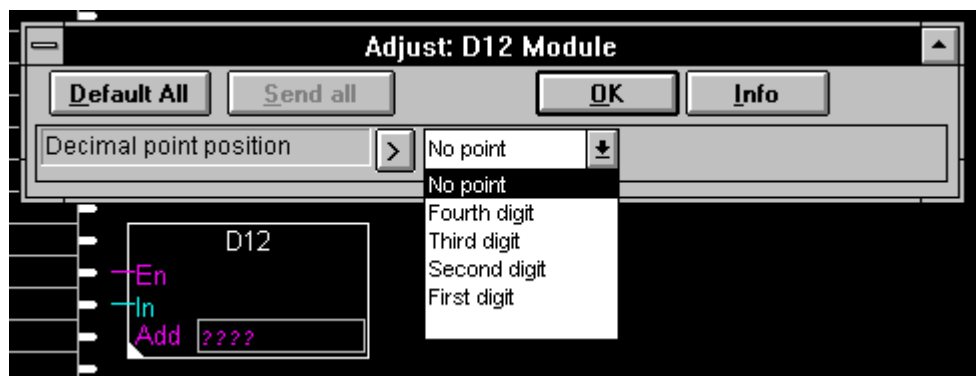 Adjust: D12 Module
Default All Send all OK Info
Decimal point position > No point
No point
Fourth digit
Third digit
Second digit
First digit
D12
En
In
Add ????